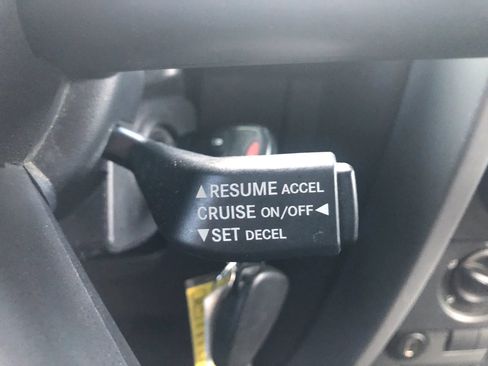 ▲RESUME ACCEL
CRUISE ON/OFF◀
▼SET DECEL